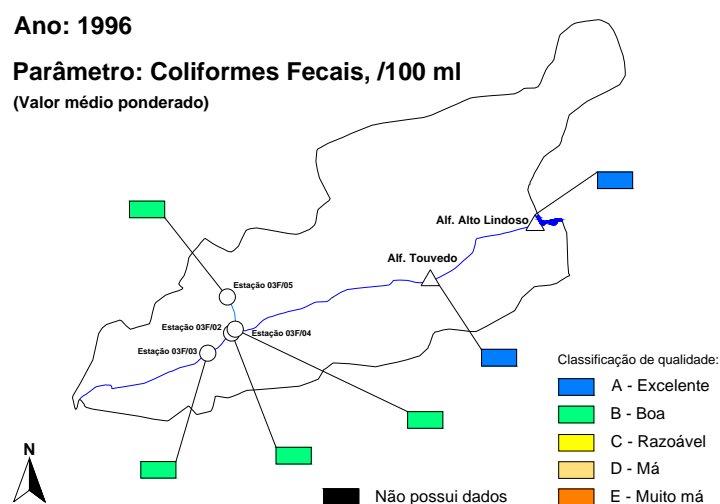 Ano: 1996
Parâmetro: Coliformes Fecais, /100 ml
(Valor médio ponderado)
Alf. Alto Lindoso
Alf. Touvedo
Estação 03F/05
Estação 03F/02
Estação 03F/04
Estação 03F/03
Classificação de qualidade:
A - Excelente
B - Boa
C - Razoável
D - Má
E - Muito má
Não possui dados
N